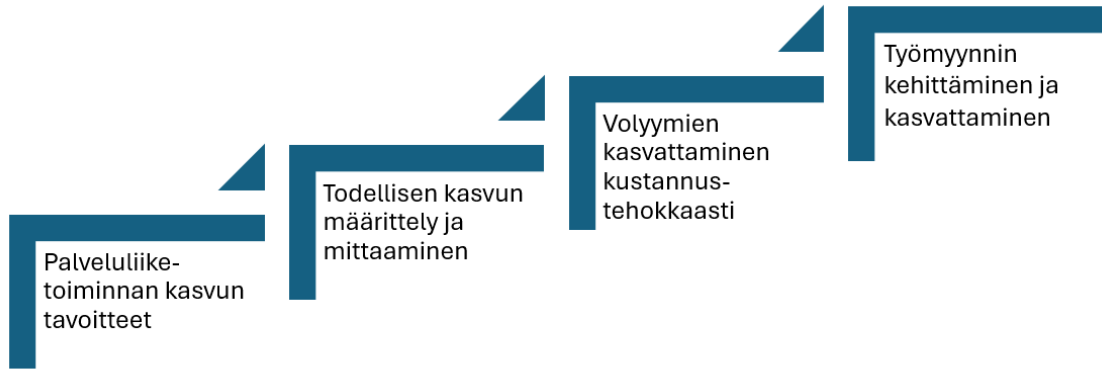 Palveluliike-
toiminnan kasvun
tavoitteet
Todellisen kasvun
määrittely ja
mittaaminen
Volyymien
kasvattaminen
kustannus-
tehokkaasti
Työmyynnin
kehittäminen ja
kasvattaminen